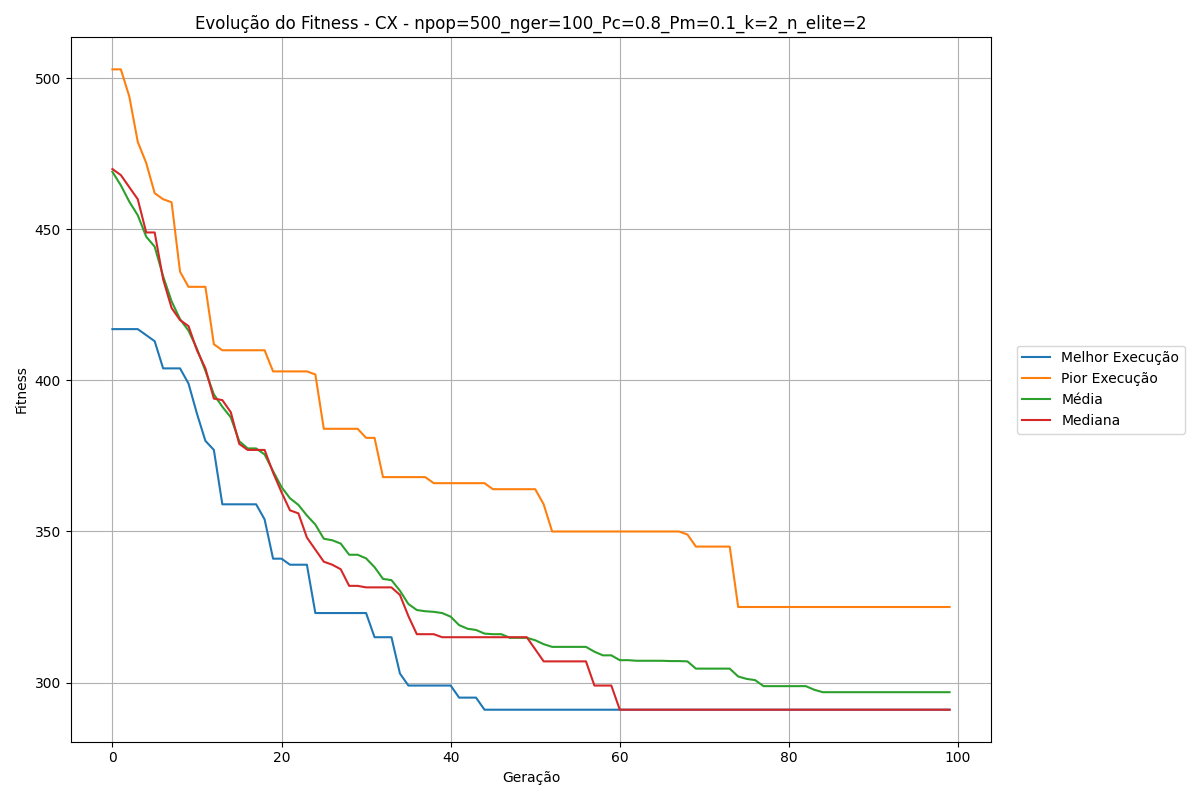 Evolução do Fitness - CX - npop=500_nger=100_Pc=0.8_Pm=0.1_k=2_n_elite=2
500
450
400
350
300
Fitness
0
20
40
60
80
100
Geração
Melhor Execução
Pior Execução
Média
Mediana